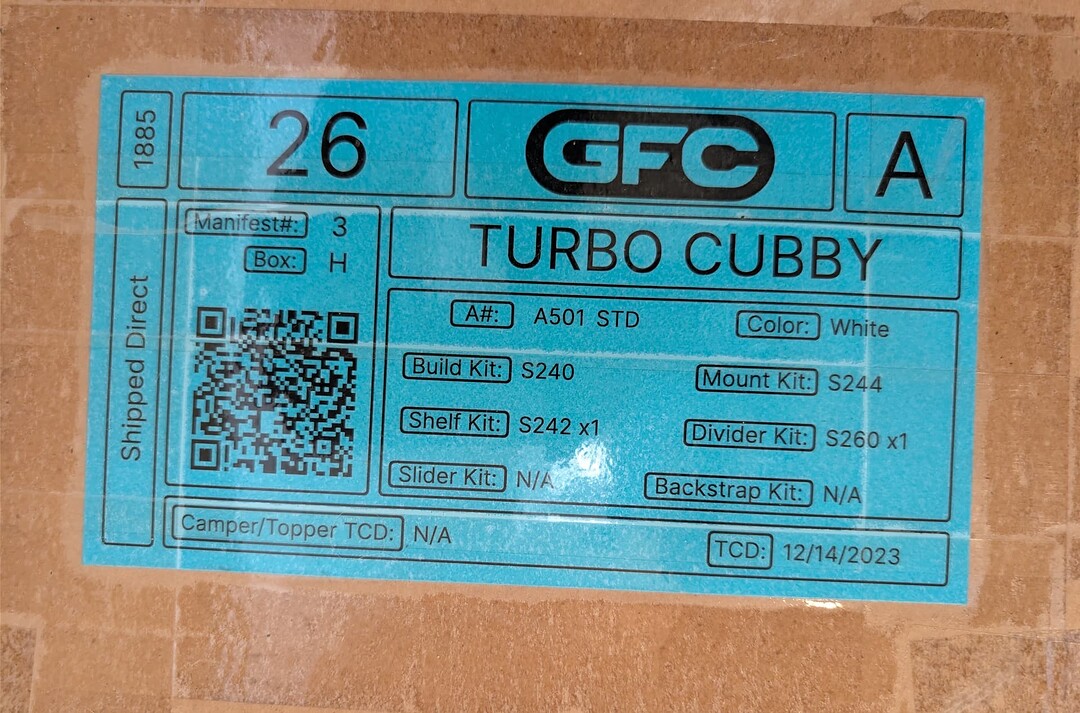 1885
26
GFC
A
Shipped Direct
Manifest#: 3
Box: H
TURBO CUBBY
A#: A501 STD
Color: White
Build Kit: S240
Mount Kit: S244
Shelf Kit: S242 x1
Divider Kit: S260 x1
Slider Kit: N/A
Backstrap Kit: N/A
Camper/Topper TCD: N/A
TCD: 12/14/2023